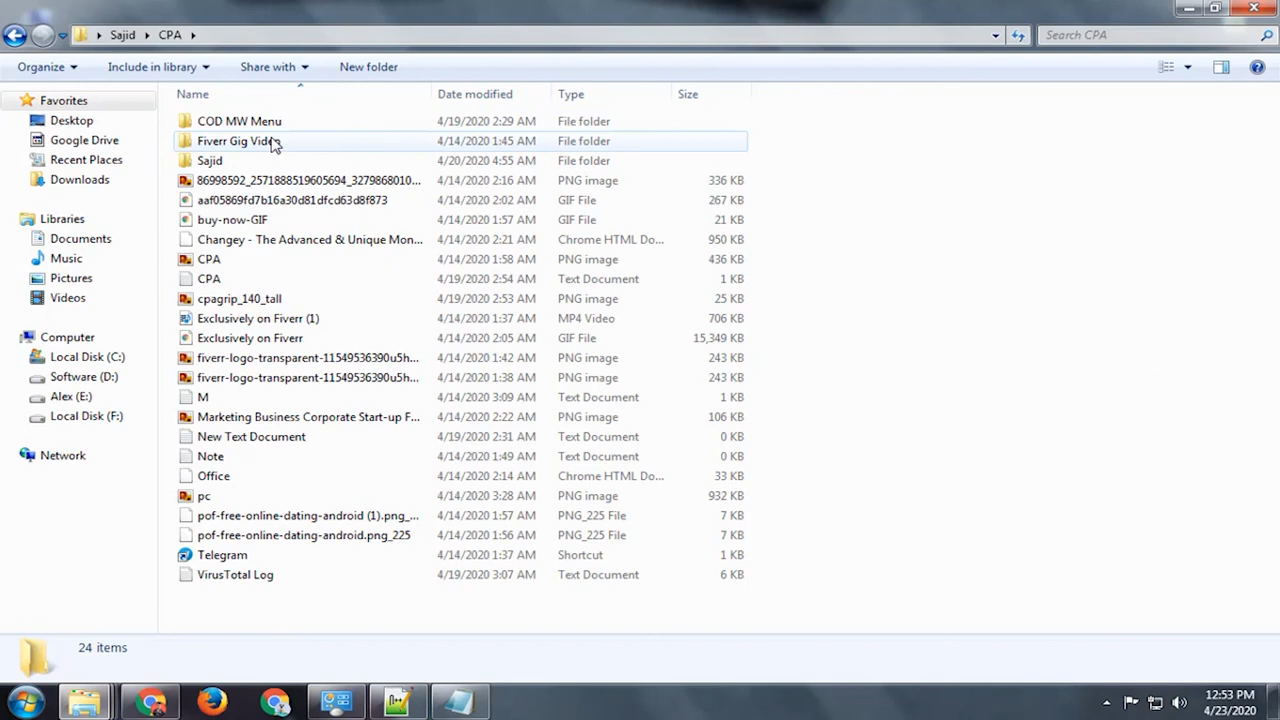 Sajid CPA
Search CPA
Organize Include in library Share with New folder
Name Date modified Type Size
Favorites
Desktop
Google Drive
Recent Places
Downloads
Libraries
Documents
Music
Pictures
Videos
Computer
Local Disk (C:)
Software (D:)
Alex (E:)
Local Disk (F:)
Network
COD MW Menu 4/19/2020 2:29 AM File folder
Fiverr Gig Video 4/14/2020 1:45 AM File folder
Sajid 4/20/2020 4:55 AM File folder
86998592_2571888519605694_3279868010... 4/14/2020 2:16 AM PNG image 336 KB
aaf05869fd7b16a30d81dfcd63d8f873 4/14/2020 2:02 AM GIF File 267 KB
buy-now-GIF 4/14/2020 1:57 AM GIF File 21 KB
Changey - The Advanced & Unique Mon... 4/14/2020 2:21 AM Chrome HTML Do... 950 KB
CPA 4/14/2020 1:58 AM PNG image 436 KB
CPA 4/19/2020 2:54 AM Text Document 1 KB
cpagrip_140_tall 4/19/2020 2:53 AM PNG image 25 KB
Exclusively on Fiverr (1) 4/14/2020 1:37 AM MP4 Video 706 KB
Exclusively on Fiverr 4/14/2020 2:05 AM GIF File 15,349 KB
fiverr-logo-transparent-11549536390u5h... 4/14/2020 1:42 AM PNG image 243 KB
fiverr-logo-transparent-11549536390u5h... 4/14/2020 1:38 AM PNG image 243 KB
M 4/14/2020 3:09 AM Text Document 1 KB
Marketing Business Corporate Start-up F... 4/14/2020 2:22 AM PNG image 106 KB
New Text Document 4/19/2020 2:31 AM Text Document 0 KB
Note 4/14/2020 1:49 AM Text Document 0 KB
Office 4/14/2020 2:14 AM Chrome HTML Do... 33 KB
pc 4/14/2020 3:28 AM PNG image 932 KB
pof-free-online-dating-android (1).png_... 4/14/2020 1:57 AM PNG_225 File 7 KB
pof-free-online-dating-android.png_225 4/14/2020 1:56 AM PNG_225 File 7 KB
Telegram 4/14/2020 1:37 AM Shortcut 1 KB
VirusTotal Log 4/19/2020 3:07 AM Text Document 6 KB
24 items
12:53 PM
4/23/2020